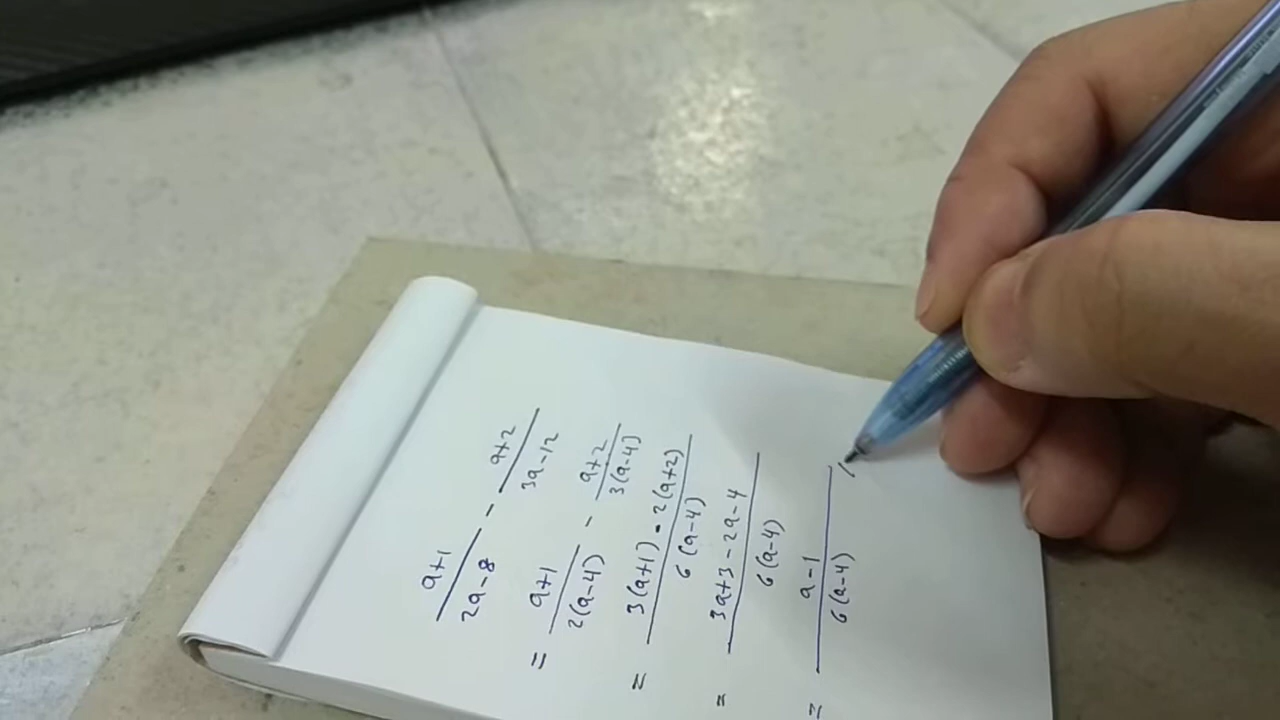 a+1/2a-8 - a+2/3a-12
= a+1/2(a-4) - a+2/3(a-4)
= 3(a+1) - 2(a+2)/6(a-4)
= 3a+3-2a-4/6(a-4)
= a-1/6(a-4)